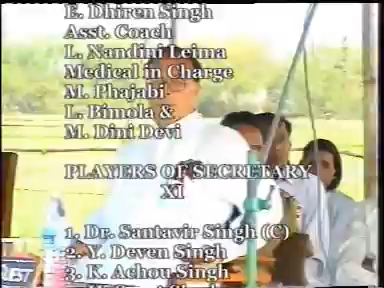 E. Dhiren Singh
Asst. Coach
L. Nandini Leima
Medical in Charge
M. Phajabi
L. Bimola &
M. Dini Devi
PLAYERS OF SECRETARY
XI
1. Dr. Santavir Singh (C)
2. Y. Deven Singh
3. K. Achou Singh